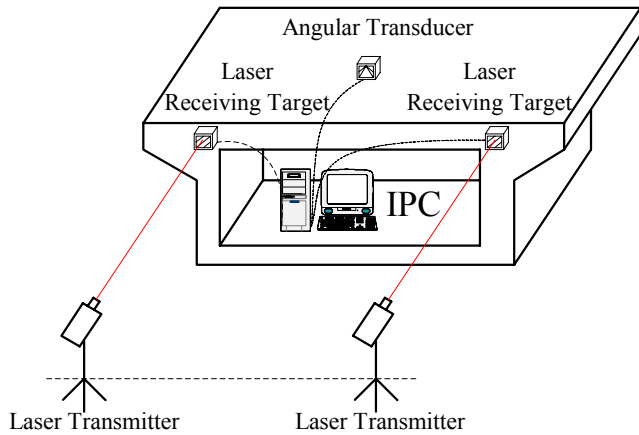 Angular Transducer
Laser
Receiving Target
Laser
Receiving Target
IPC
Laser Transmitter
Laser Transmitter